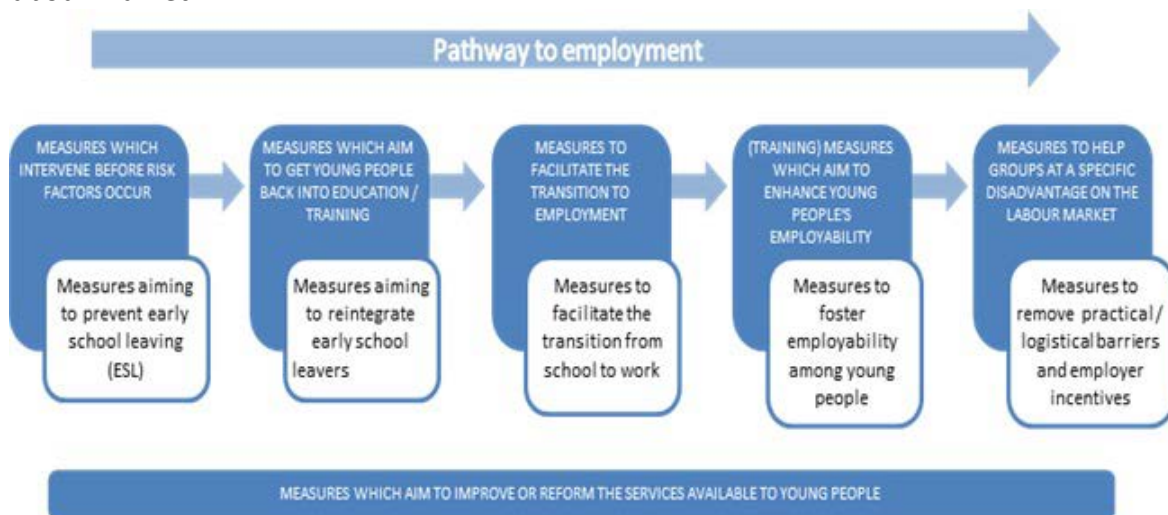 Pathway to employment
MEASURES WHICH
INTERVENE BEFORE RISK
FACTORS OCCUR
Measures aiming
to prevent early
school leaving
(ESL)
MEASURES WHICH AIM
TO GET YOUNG PEOPLE
BACK INTO EDUCATION /
TRAINING
Measures aiming
to reintegrate
early school
leavers
MEASURES TO
FACILITATE THE
TRANSITION TO
EMPLOYMENT
Measures to
facilitate the
transition from
school to work
(TRAINING) MEASURES
WHICH AIM TO
ENHANCE YOUNG
PEOPLE'S
EMPLOYABILITY
Measures to
foster
employability
among young
people
MEASURES TO HELP
GROUPS AT A SPECIFIC
DISADVANTAGE ON THE
LABOUR MARKET
Measures to
remove practical/
logistical barriers
and employer
incentives
MEASURES WHICH AIM TO IMPROVE OR REFORM THE SERVICES AVAILABLE TO YOUNG PEOPLE